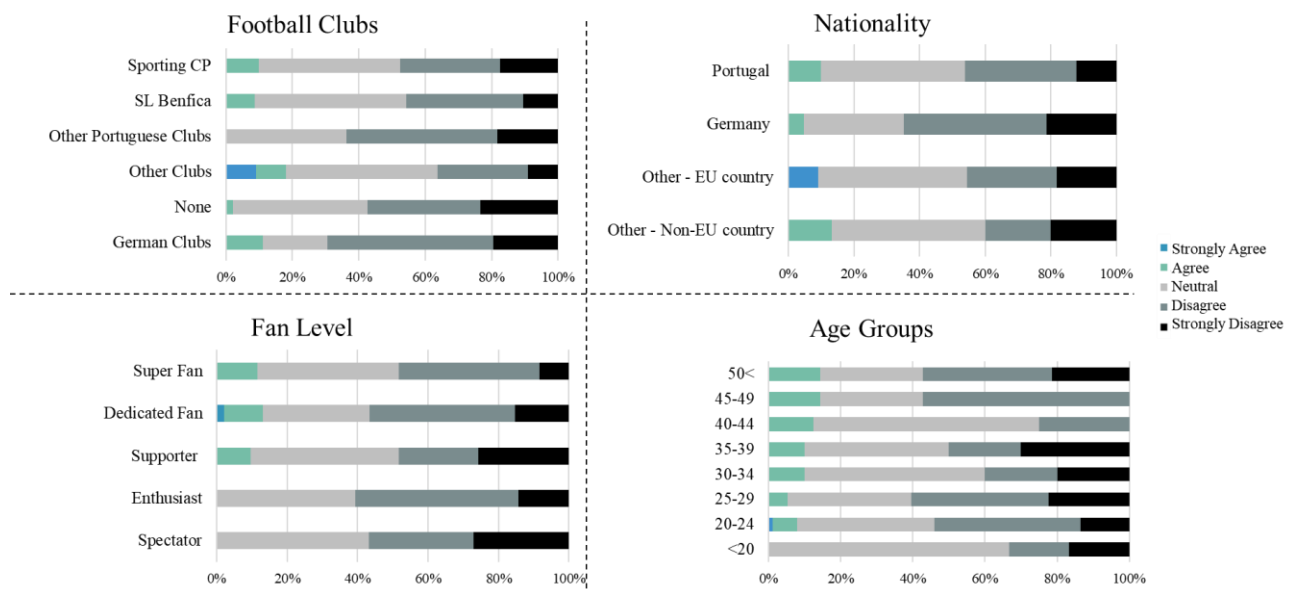 Football Clubs
Sporting CP
SL Benfica
Other Portuguese Clubs
Other Clubs
None
German Clubs
0% 20% 40% 60% 80% 100%
Nationality
Portugal
Germany
Other - EU country
Other - Non-EU country
0% 20% 40% 60% 80% 100%
Strongly Agree
Agree
Neutral
Disagree
Strongly Disagree
Fan Level
Super Fan
Dedicated Fan
Supporter
Enthusiast
Spectator
0% 20% 40% 60% 80% 100%
Age Groups
50<
45-49
40-44
35-39
30-34
25-29
20-24
<20
0% 20% 40% 60% 80% 100%